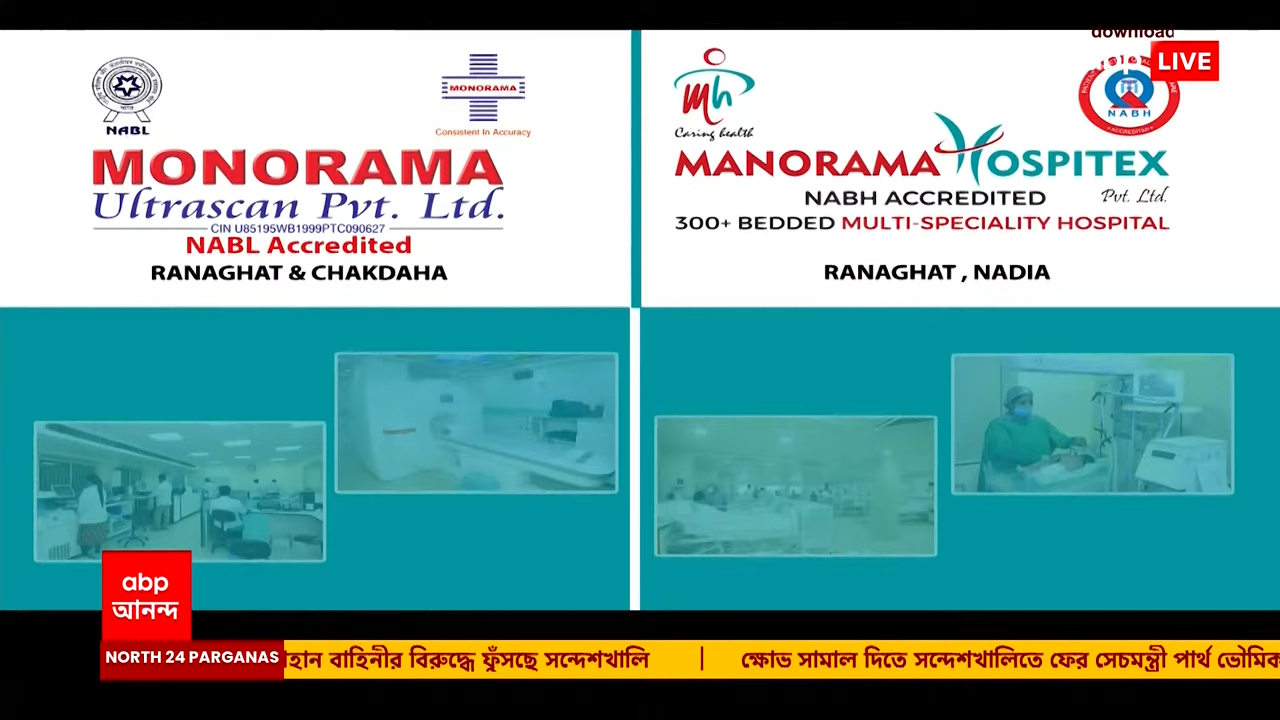 download
LIVE
NABL
MONORAMA
Consistent In Accuracy
MONORAMA
Ultrascan Pvt. Ltd.
CIN U85195WB1999PTC090627
NABL Accredited
RANAGHAT & CHAKDAHA
mh
Caring health
NABH
ACCREDITED
MANORAMA HOSPITEX
Pvt. Ltd.
NABH ACCREDITED
300+ BEDDED MULTI-SPECIALITY HOSPITAL
RANAGHAT , NADIA
abp
আনন্দ
NORTH 24 PARGANAS
বাহিনীর বিরুদ্ধে ফুঁসছে সন্দেশখালি | ক্ষোভ সামাল দিতে সন্দেশখালিতে ফের সেচমন্ত্রী পার্থ ভৌমিক